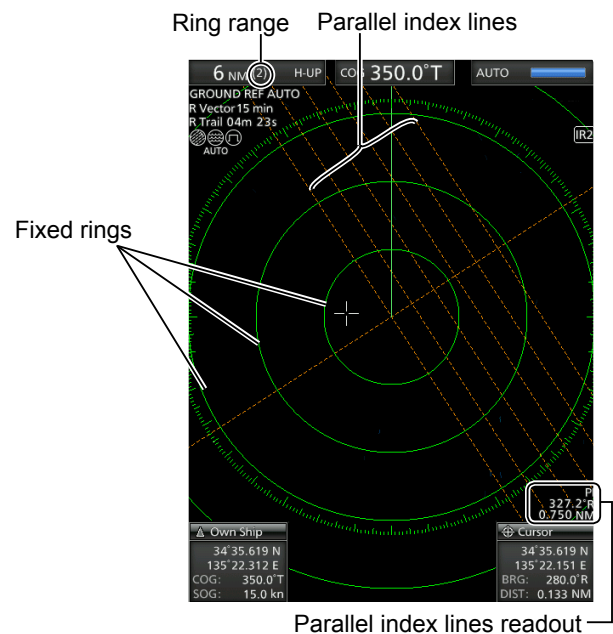 Ring range
Parallel index lines
6 NM (2) H-UP COG 350.0°T AUTO
GROUND REF AUTO
R Vector 15 min
R Trail 04m 23s
AUTO
IR2
Fixed rings
PI
327.2°R
0.750 NM
Own Ship
34°35.619 N
135°22.312 E
COG: 350.0°T
SOG: 15.0 kn
Cursor
34°35.619 N
135°22.151 E
BRG: 280.0°R
DIST: 0.133 NM
Parallel index lines readout